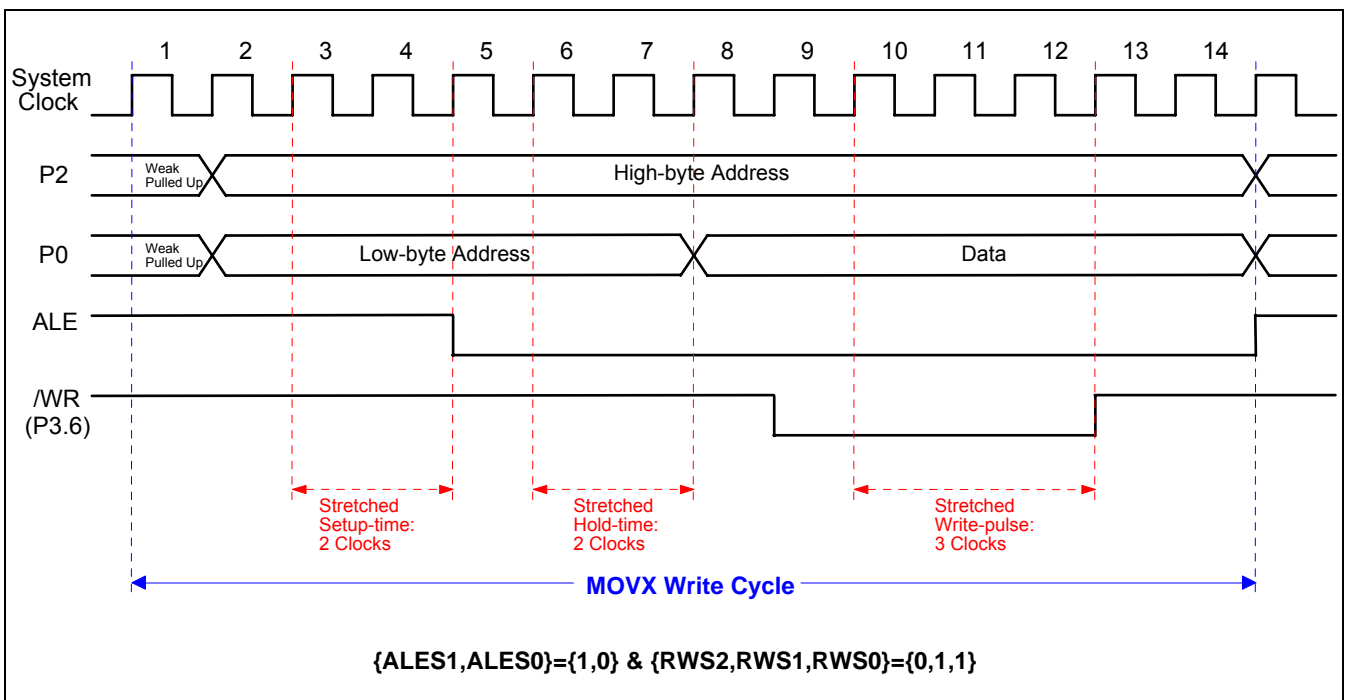 1 2 3 4 5 6 7 8 9 10 11 12 13 14
System
Clock
P2
Weak
Pulled Up
High-byte Address
P0
Weak
Pulled Up
Low-byte Address
Data
ALE
/WR
(P3.6)
Stretched
Setup-time:
2 Clocks
Stretched
Hold-time:
2 Clocks
Stretched
Write-pulse:
3 Clocks
MOVX Write Cycle
{ALES1,ALES0}={1,0} & {RWS2,RWS1,RWS0}={0,1,1}